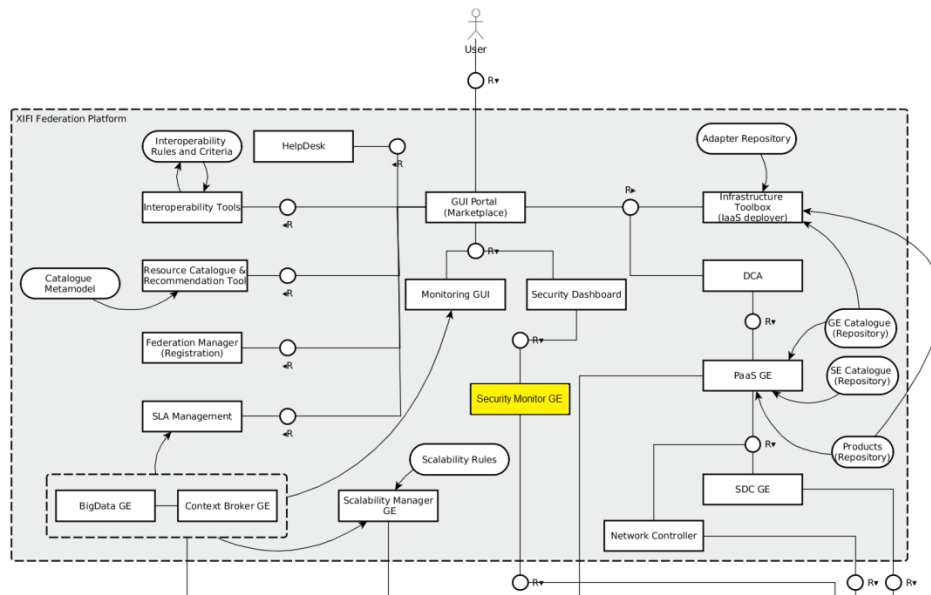 User
R▾
XIFI Federation Platform
Interoperability
Rules and Criteria
HelpDesk
◂R
Adapter Repository
Interoperability Tools
◂R
GUI Portal
(Marketplace)
R▸
Infrastructure
Toolbox
(IaaS deployer)
R▾
Catalogue
Metamodel
Resource Catalogue &
Recommendation Tool
◂R
Monitoring GUI
Security Dashboard
DCA
Federation Manager
(Registration)
◂R
R▾
R▾
GE Catalogue
(Repository)
Security Monitor GE
PaaS GE
SE Catalogue
(Repository)
SLA Management
◂R
Scalability Rules
R▾
Products
(Repository)
BigData GE
Context Broker GE
Scalability Manager
GE
SDC GE
Network Controller
R▾
R▾
R▾